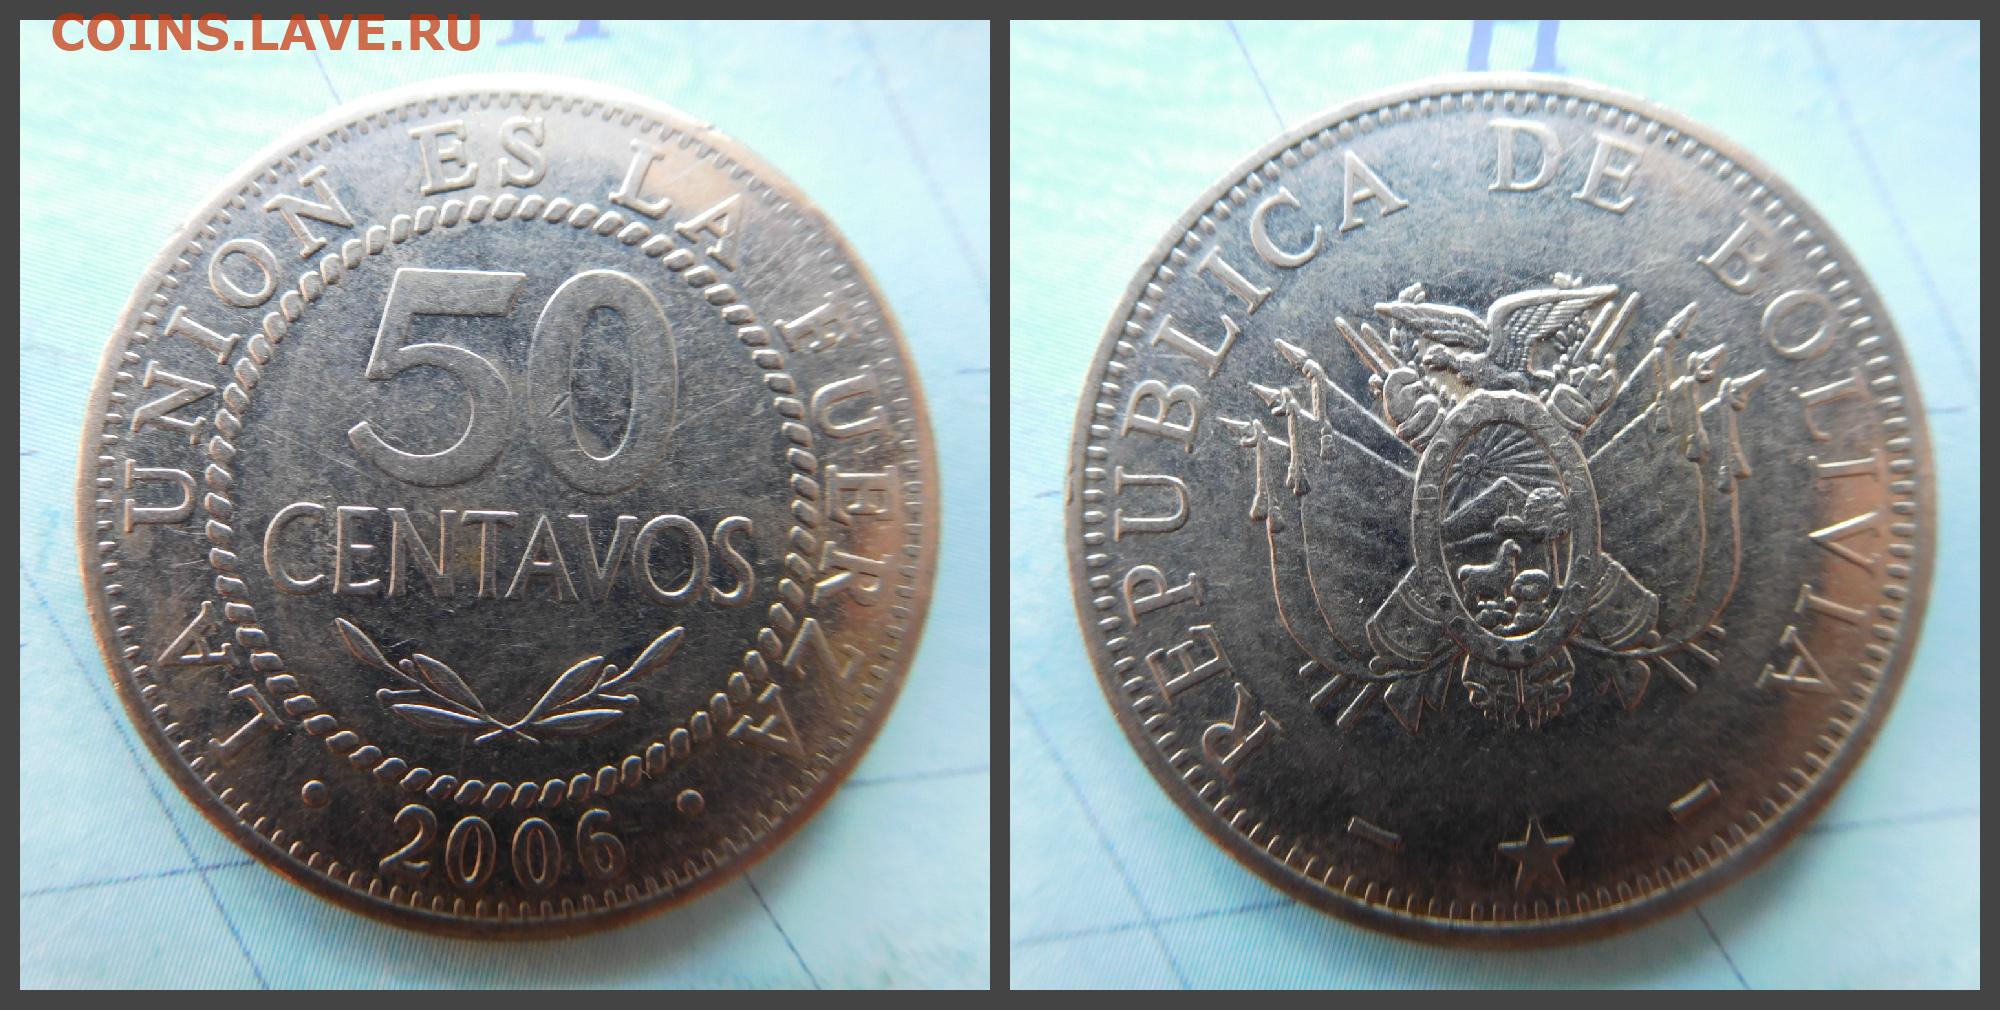 COINS.LAVE.RU
LA UNION ES LA FUERZA
50
CENTAVOS
2006
REPUBLICA DE BOLIVIA